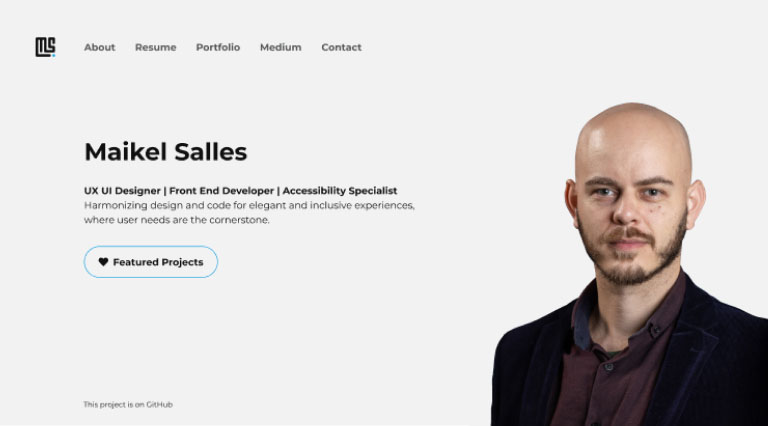 MS
About Resume Portfolio Medium Contact
Maikel Salles
UX UI Designer | Front End Developer | Accessibility Specialist
Harmonizing design and code for elegant and inclusive experiences,
where user needs are the cornerstone.
Featured Projects
This project is on GitHub